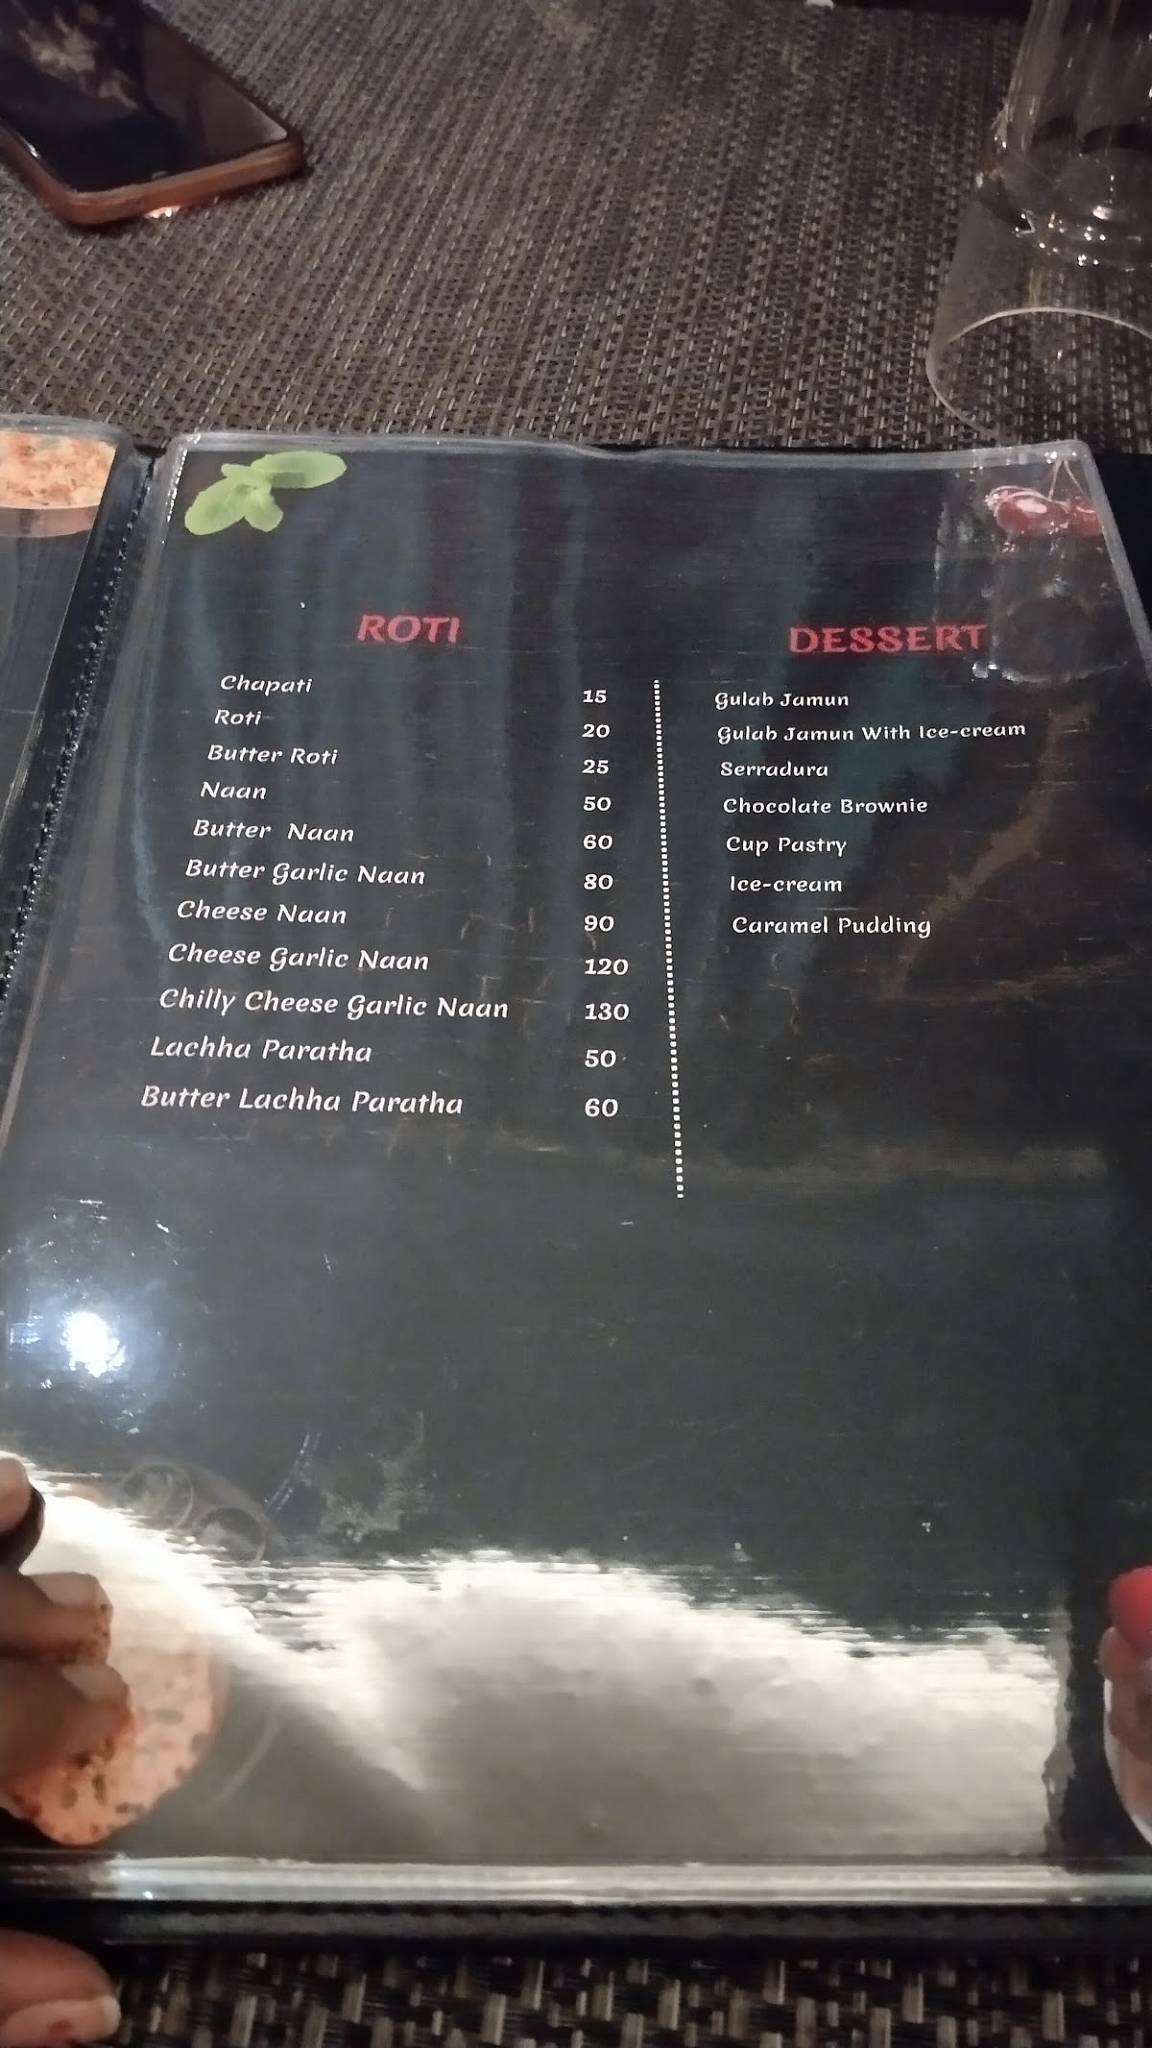 ROTI
Chapati 15
Roti 20
Butter Roti 25
Naan 50
Butter Naan 60
Butter Garlic Naan 80
Cheese Naan 90
Cheese Garlic Naan 120
Chilly Cheese Garlic Naan 130
Lachha Paratha 50
Butter Lachha Paratha 60
DESSERT
Gulab Jamun
Gulab Jamun With Ice-cream
Serradura
Chocolate Brownie
Cup Pastry
Ice-cream
Caramel Pudding